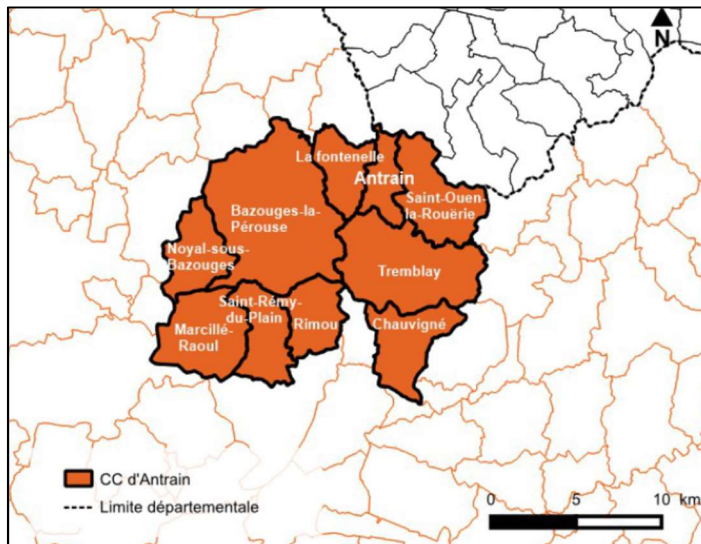 N
La fontenelle
Antrain
Saint-Ouen-
la-Rouërie
Bazouges-la-
Pérouse
Noyal-sous-
Bazouges
Tremblay
Saint-Rémy-
du-Plain
Marcillé-
Raoul
Rimou
Chauvigné
CC d'Antrain
Limite départementale
0 5 10 km